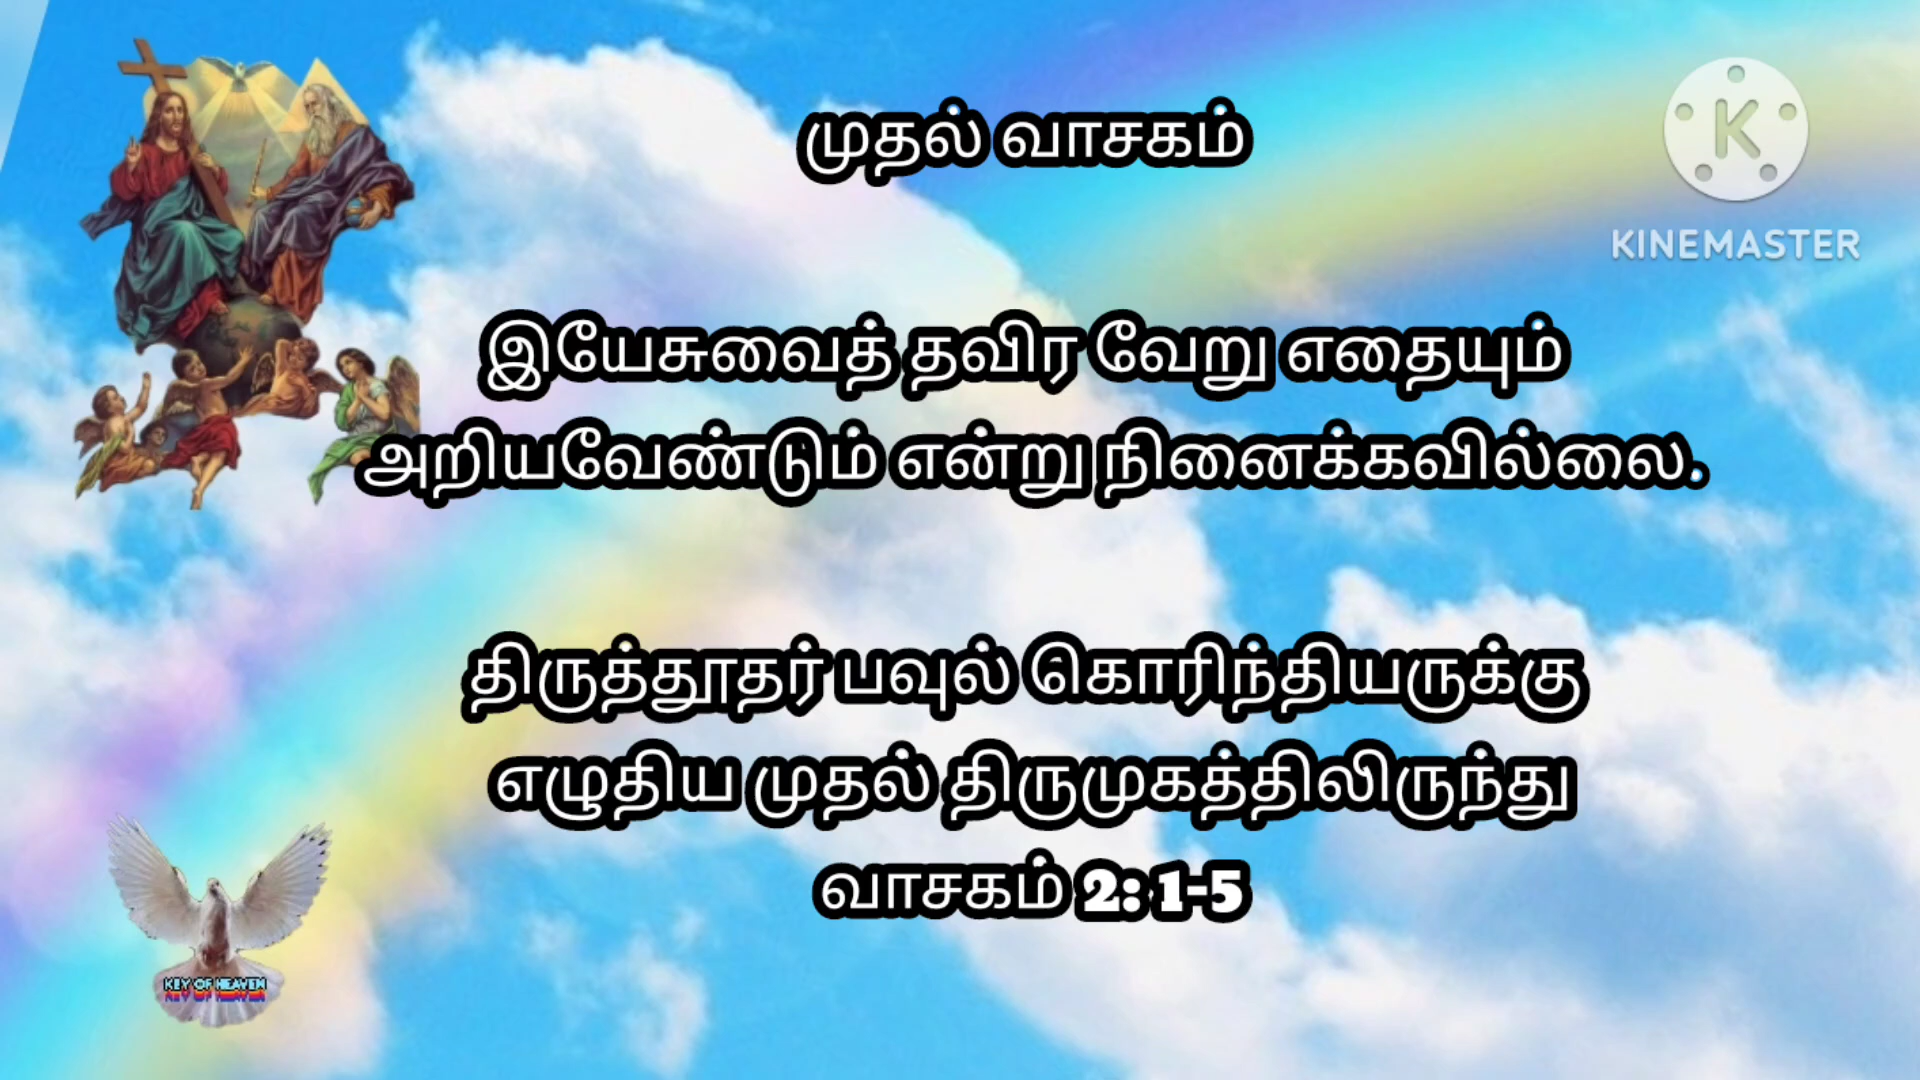 முதல் வாசகம்
KINEMASTER
இயேசுவைத் தவிர வேறு எதையும்
அறியவேண்டும் என்று நினைக்கவில்லை.
திருத்தூதர் பவுல் கொரிந்தியருக்கு
எழுதிய முதல் திருமுகத்திலிருந்து
வாசகம் 2: 1-5
KEY OF HEAVEN